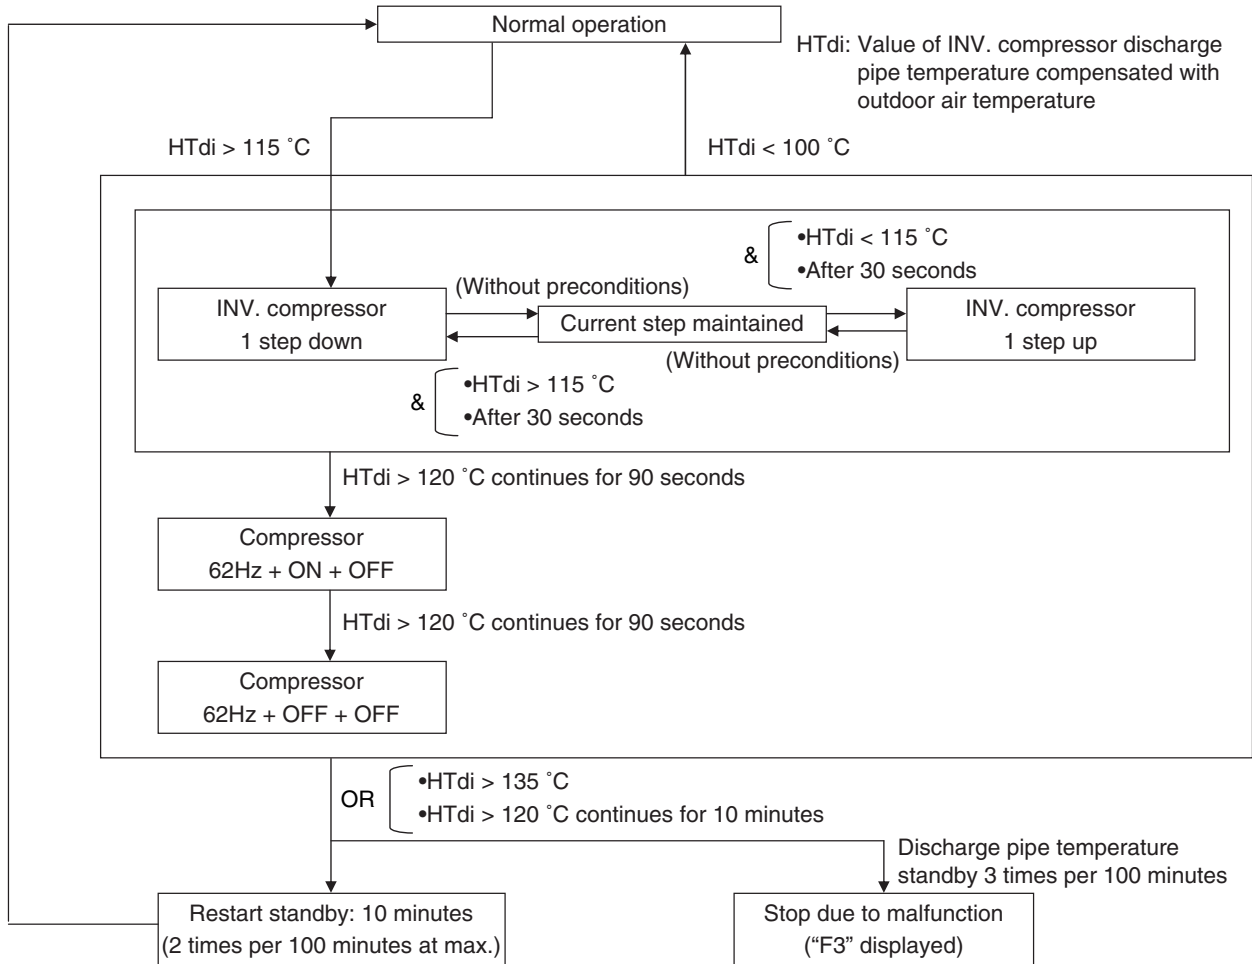 Normal operation
HTdi: Value of INV. compressor discharge
pipe temperature compensated with
outdoor air temperature
HTdi > 115 ˚C
HTdi < 100 ˚C
&
•HTdi < 115 ˚C
•After 30 seconds
(Without preconditions)
INV. compressor
1 step down
Current step maintained
INV. compressor
1 step up
(Without preconditions)
&
•HTdi > 115 ˚C
•After 30 seconds
HTdi > 120 ˚C continues for 90 seconds
Compressor
62Hz + ON + OFF
HTdi > 120 ˚C continues for 90 seconds
Compressor
62Hz + OFF + OFF
OR
•HTdi > 135 ˚C
•HTdi > 120 ˚C continues for 10 minutes
Discharge pipe temperature
standby 3 times per 100 minutes
Restart standby: 10 minutes
(2 times per 100 minutes at max.)
Stop due to malfunction
(“F3” displayed)